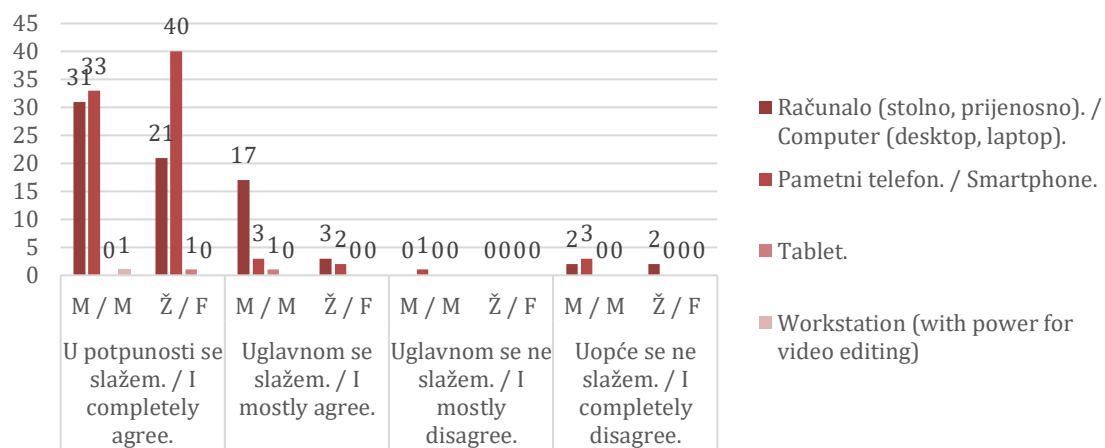 45
40
35
30
25
20
15
10
5
0
31 33 0 1
21 40 1 0
17 3 1 0
3 2 0 0
0 1 0 0
0 0 0 0
2 3 0 0
2 0 0 0
M / M Ž / F M / M Ž / F M / M Ž / F M / M Ž / F
U potpunosti se
slažem. / I
completely
agree.
Uglavnom se
slažem. / I
mostly agree.
Uglavnom se ne
slažem. / I
mostly
disagree.
Uopće se ne
slažem. / I
completely
disagree.
Računalo (stolno, prijenosno). /
Computer (desktop, laptop).
Pametni telefon. / Smartphone.
Tablet.
Workstation (with power for
video editing)